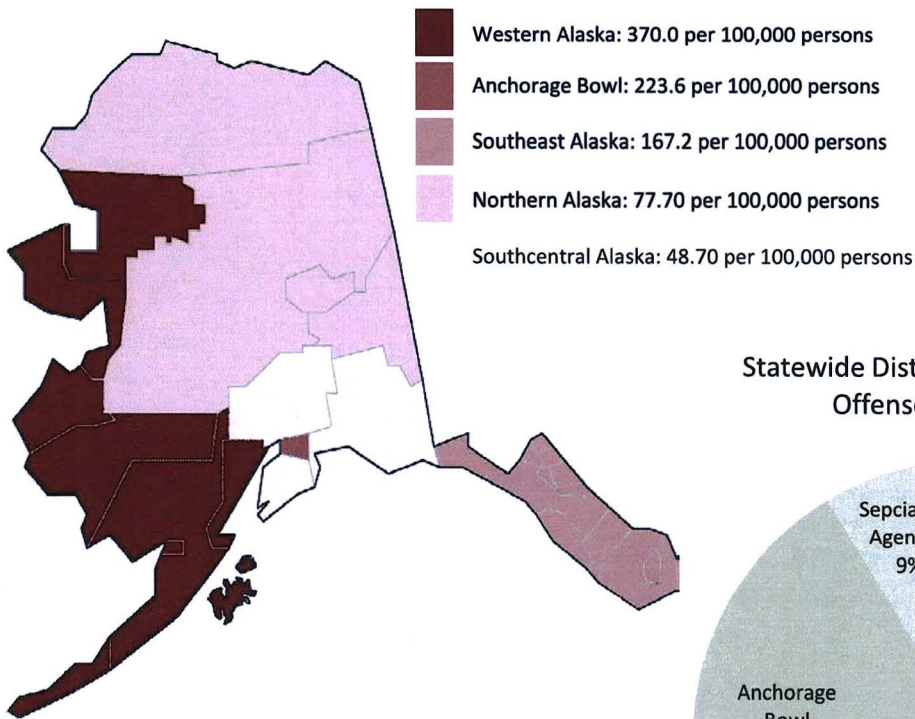 Western Alaska: 370.0 per 100,000 persons
Anchorage Bowl: 223.6 per 100,000 persons
Southeast Alaska: 167.2 per 100,000 persons
Northern Alaska: 77.70 per 100,000 persons
Southcentral Alaska: 48.70 per 100,000 persons
Statewide Dist
Offense
Sepcia
Agen
9%
Anchorage
Bowl